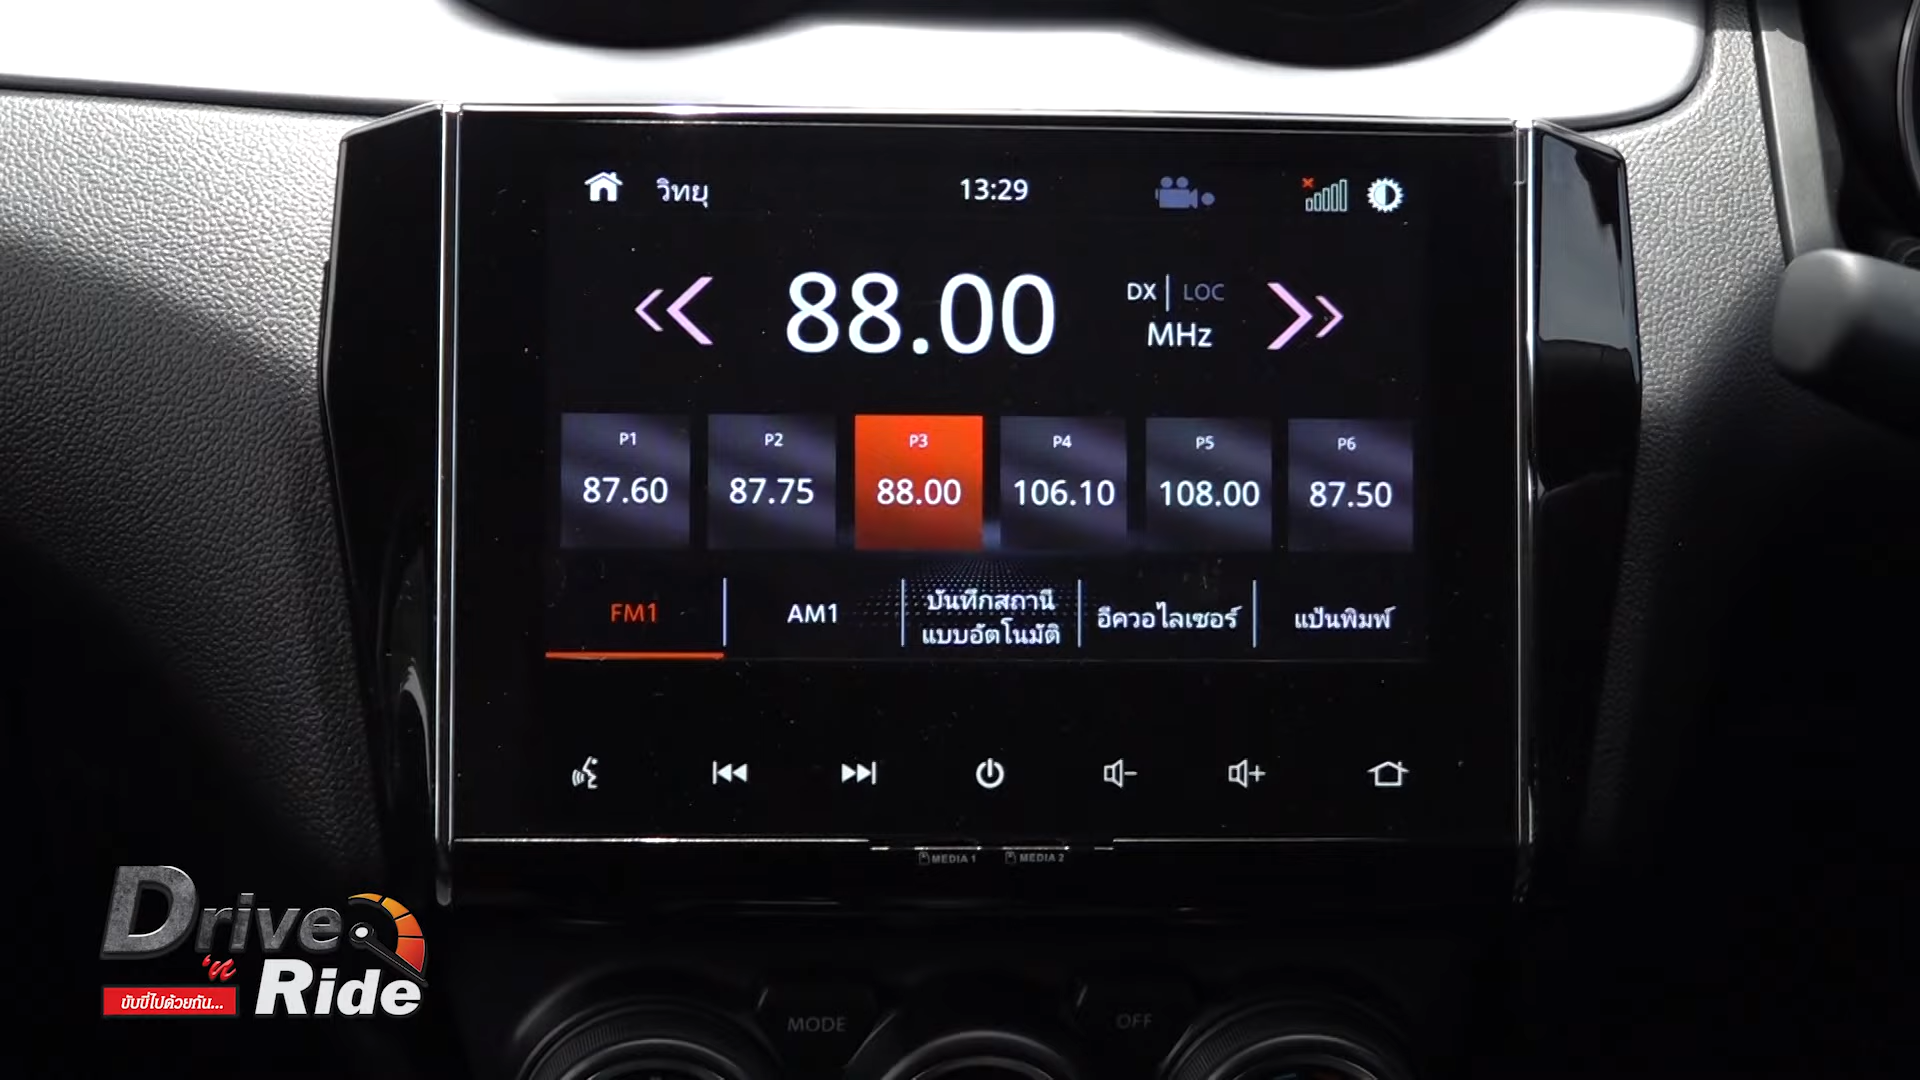 วิทยุ
13:29
88.00
DX | LOC
MHz
P1
87.60
P2
87.75
P3
88.00
P4
106.10
P5
108.00
P6
87.50
FM1
AM1
บันทึกสถานี
แบบอัตโนมัติ
อีควอไลเซอร์
แป้นพิมพ์
MEDIA 1
MEDIA 2
MODE
OFF
Drive
'n
Ride
ขับขี่ไปด้วยกัน...